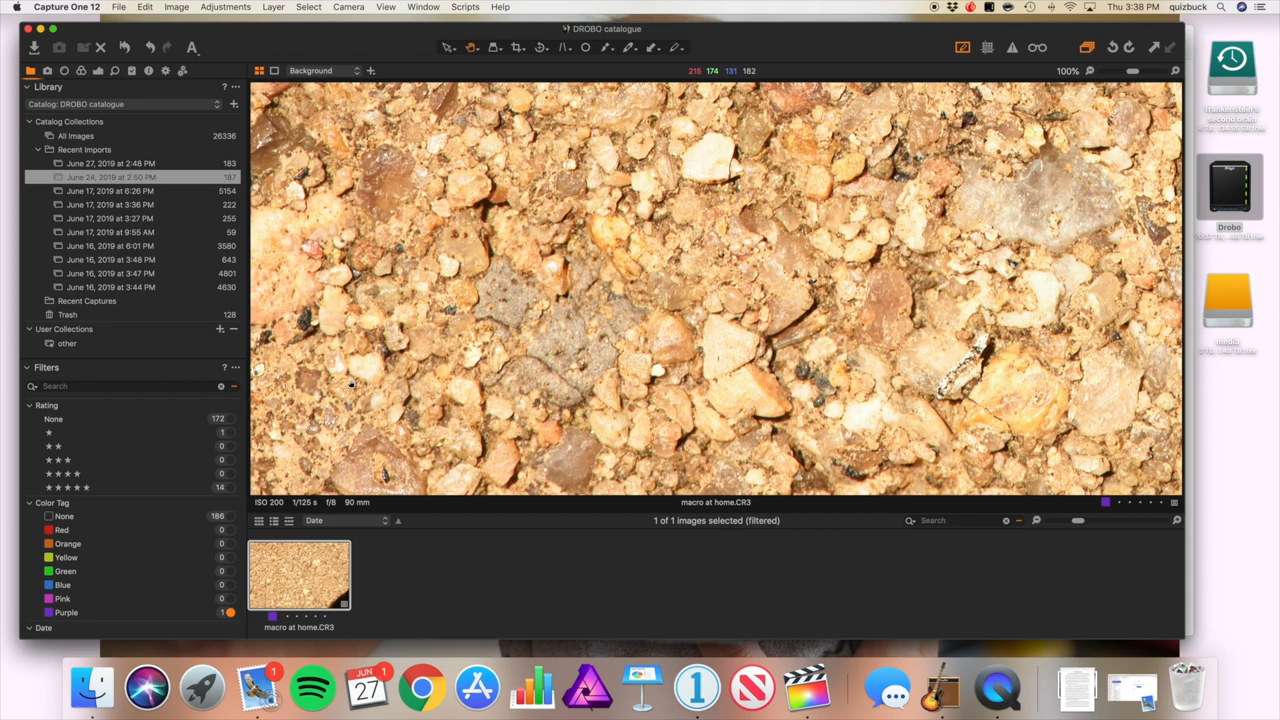 Capture One 12 File Edit Image Adjustments Layer Select Camera View Window Scripts Help
Thu 3:38 PM quizbuck
DROBO catalogue
Background
215 174 131 182
100%
Library ?
Catalog: DROBO catalogue
Catalog Collections
All Images 26336
Recent Imports
June 27, 2019 at 2:48 PM 183
June 24, 2019 at 2:50 PM 187
June 17, 2019 at 6:26 PM 5154
June 17, 2019 at 3:36 PM 222
June 17, 2019 at 3:27 PM 255
June 17, 2019 at 9:55 AM 59
June 16, 2019 at 6:01 PM 3580
June 16, 2019 at 3:48 PM 643
June 16, 2019 at 3:47 PM 4801
June 16, 2019 at 3:44 PM 4630
Recent Captures
Trash 128
User Collections
other
Filters ?
Search
Rating
None 172
1
0
0
0
14
Color Tag
None 186
Red 0
Orange 0
Yellow 0
Green 0
Blue 0
Pink 0
Purple 1
Date
ISO 200 1/125 s f/8 90 mm
macro at home.CR3
Date
1 of 1 images selected (filtered)
Search
macro at home.CR3
frankenstein's
second brain
Drobo
media
1
JUN 1
27
1